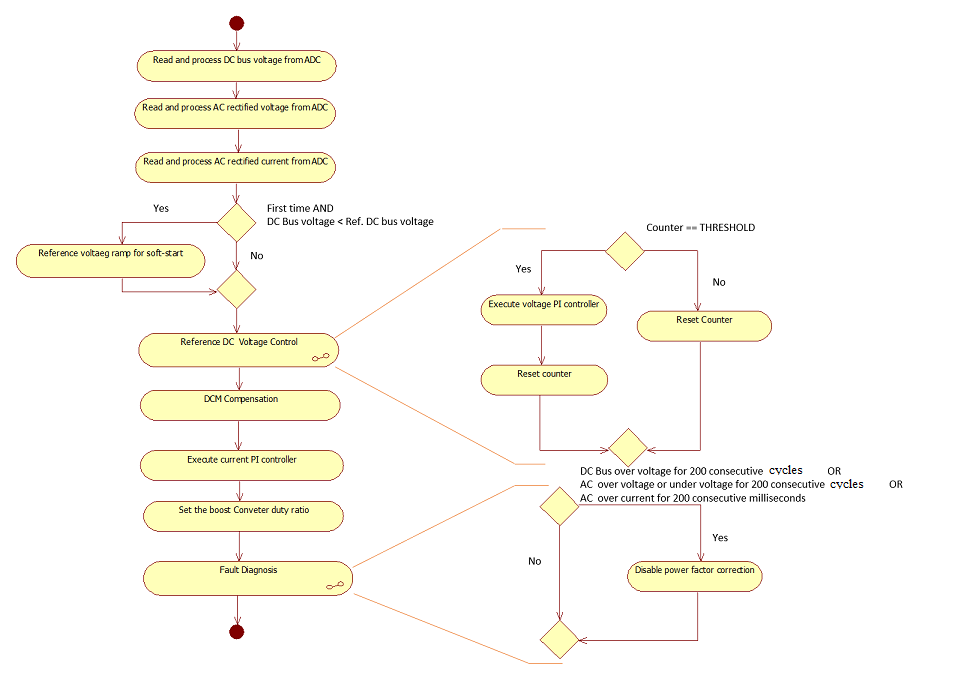 Read and process DC bus voltage from ADC
Read and process AC rectified voltage from ADC
Read and process AC rectified current from ADC
Yes
First time AND
DC Bus voltage < Ref. DC bus voltage
Reference voltaeg ramp for soft-start
No
Reference DC Voltage Control
DCM Compensation
Execute current PI controller
Set the boost Conveter duty ratio
Fault Diagnosis
Counter == THRESHOLD
Yes
No
Execute voltage PI controller
Reset Counter
Reset counter
DC Bus over voltage for 200 consecutive cycles OR
AC over voltage or under voltage for 200 consecutive cycles OR
AC over current for 200 consecutive milliseconds
Yes
No
Disable power factor correction